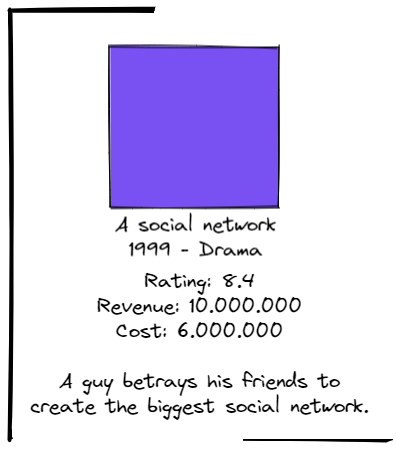 A social network
1999 - Drama
Rating: 8.4
Revenue: 10.000.000
Cost: 6.000.000
A guy betrays his friends to
create the biggest social network.